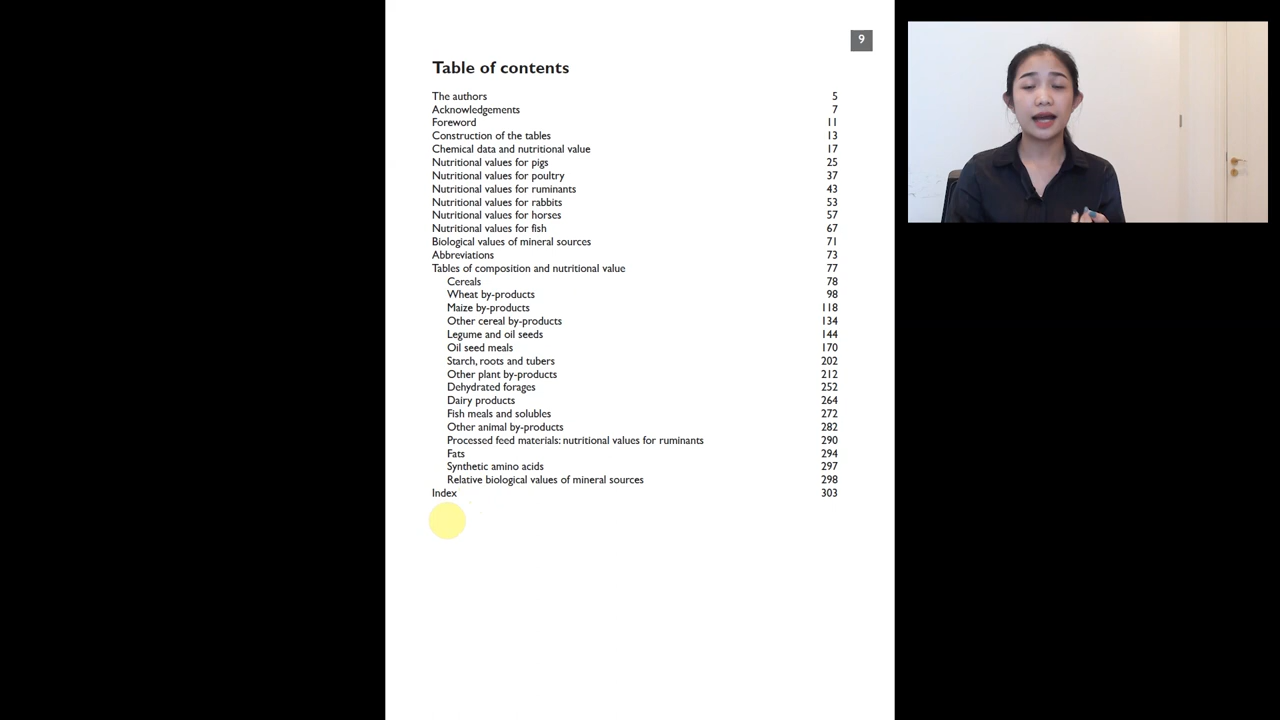 9
Table of contents
The authors 5
Acknowledgements 7
Foreword 11
Construction of the tables 13
Chemical data and nutritional value 17
Nutritional values for pigs 25
Nutritional values for poultry 37
Nutritional values for ruminants 43
Nutritional values for rabbits 53
Nutritional values for horses 57
Nutritional values for fish 67
Biological values of mineral sources 71
Abbreviations 73
Tables of composition and nutritional value 77
Cereals 78
Wheat by-products 98
Maize by-products 118
Other cereal by-products 134
Legume and oil seeds 144
Oil seed meals 170
Starch, roots and tubers 202
Other plant by-products 212
Dehydrated forages 252
Dairy products 264
Fish meals and solubles 272
Other animal by-products 282
Processed feed materials: nutritional values for ruminants 290
Fats 294
Synthetic amino acids 297
Relative biological values of mineral sources 298
Index 303